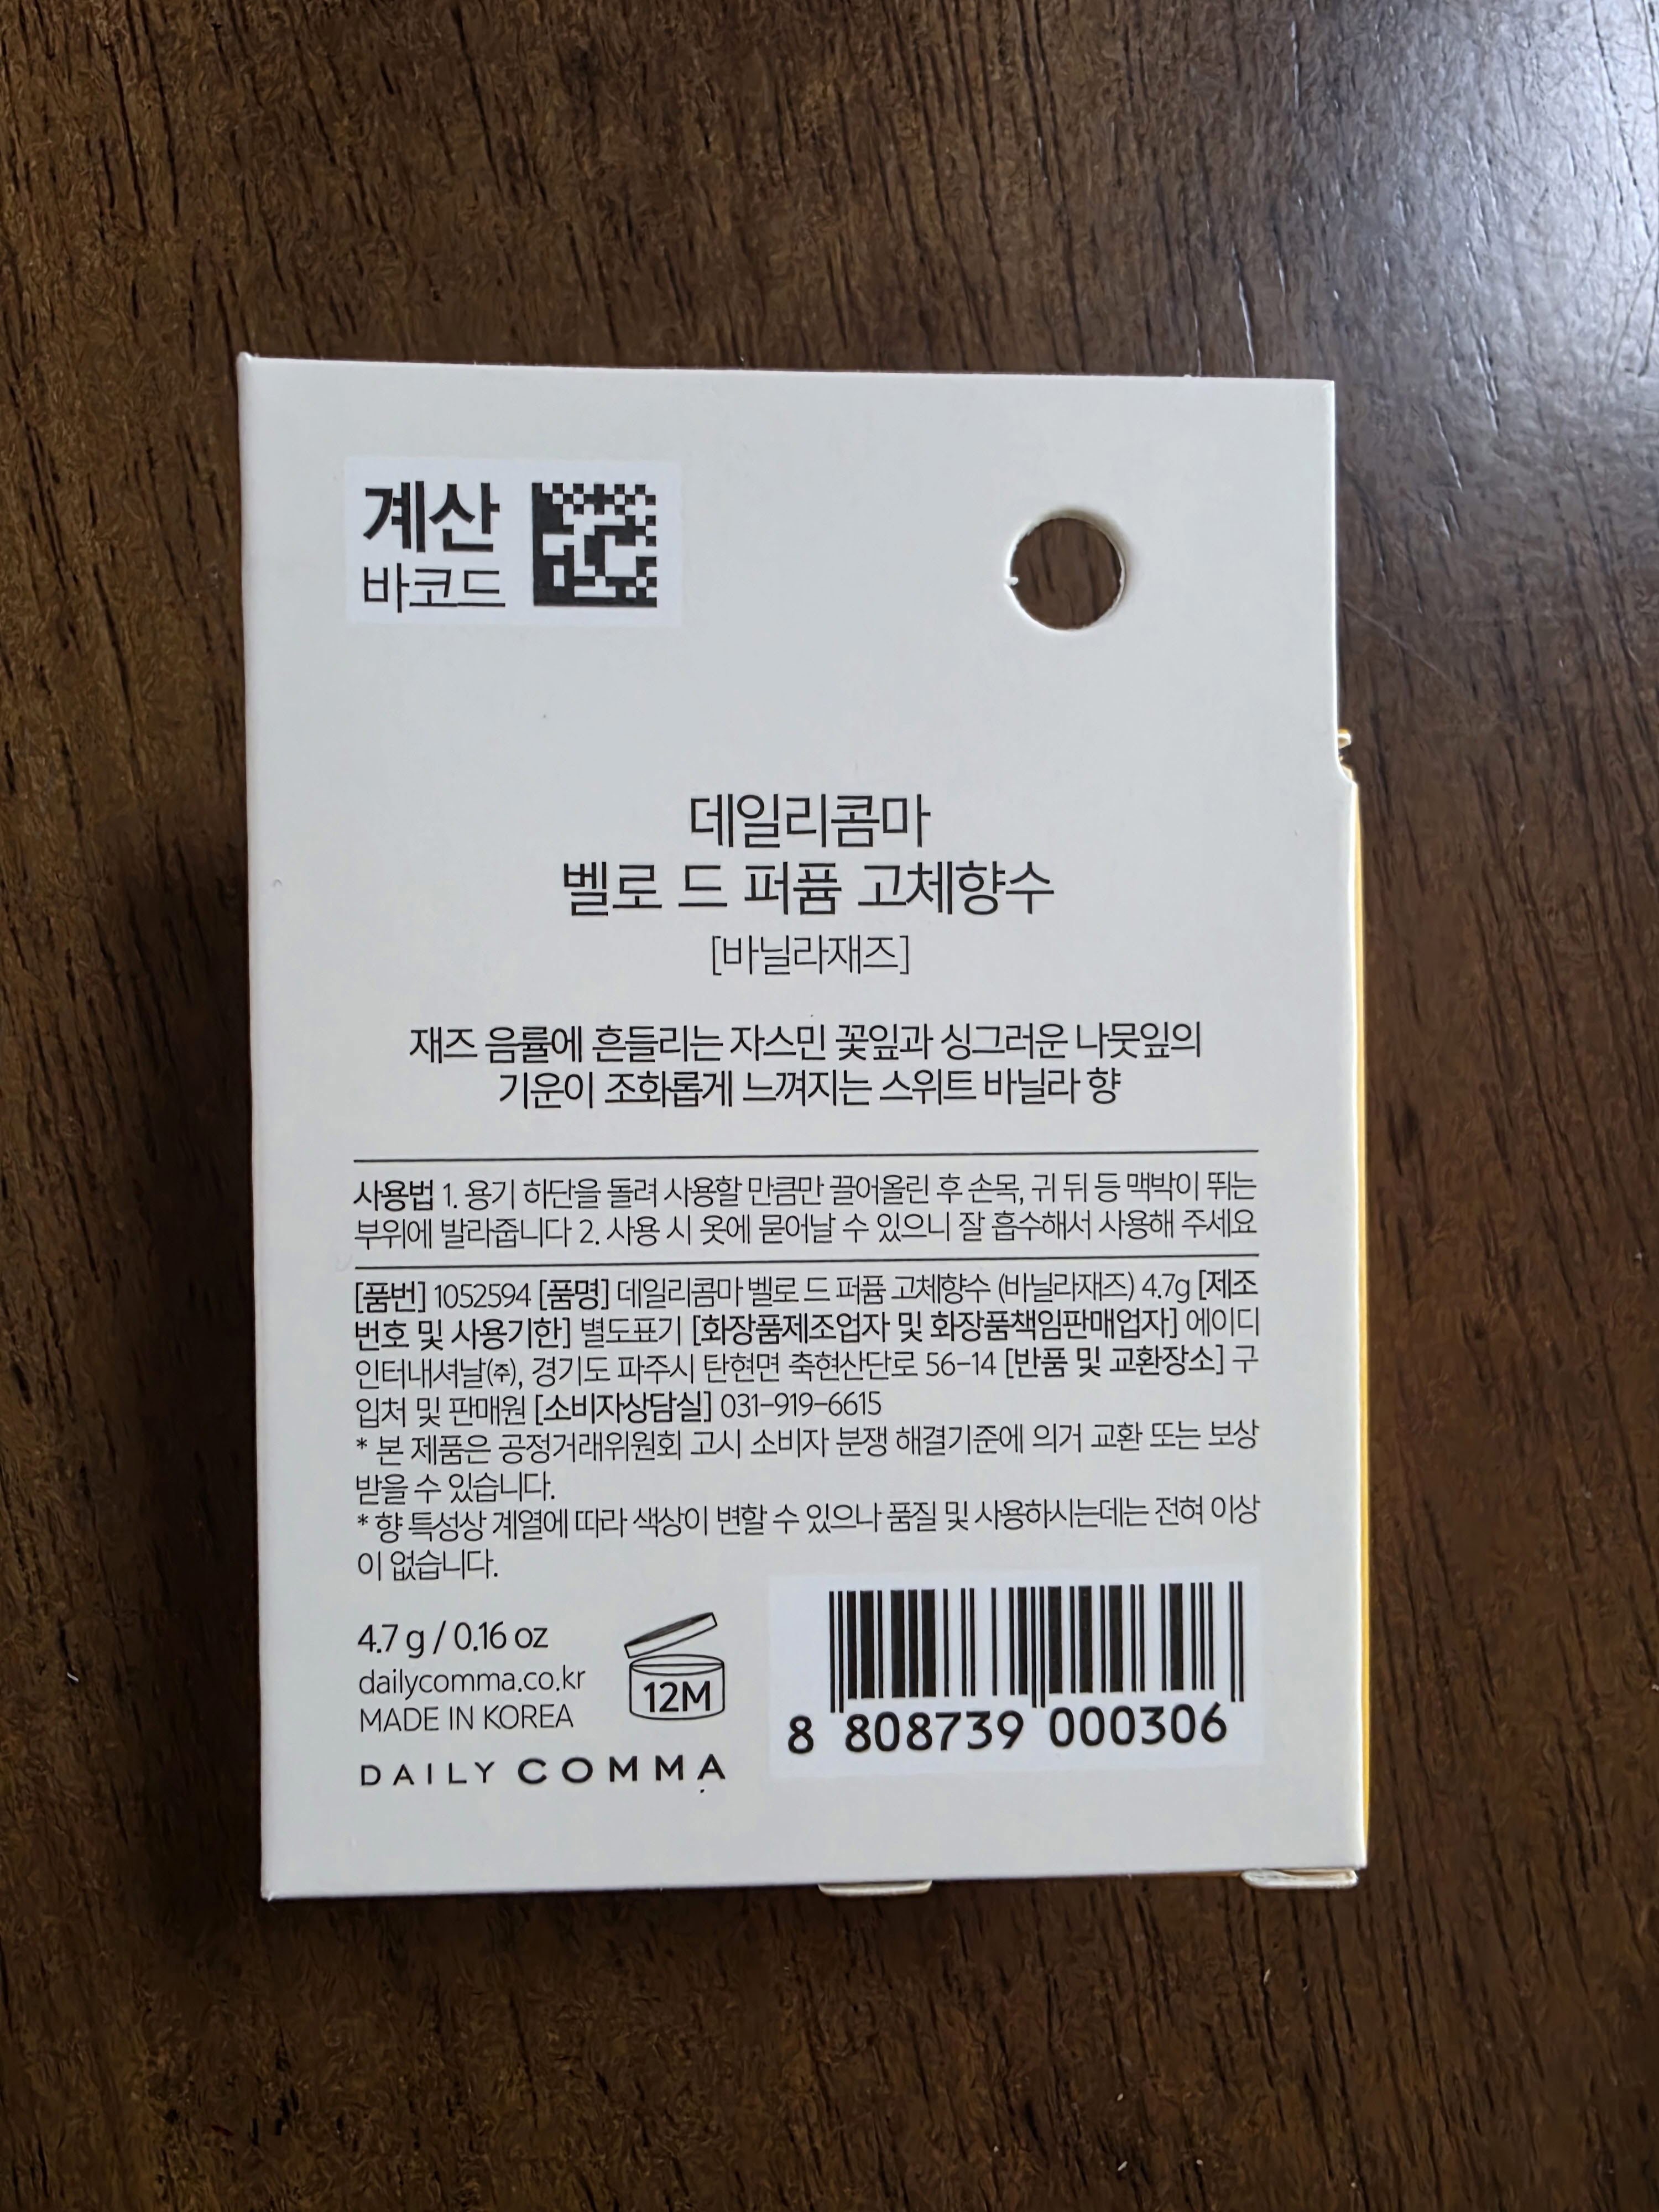 계산
바코드
데일리콤마
벨로 드 퍼퓸 고체향수
[바닐라재즈]
재즈 음률에 흔들리는 자스민 꽃잎과 싱그러운 나뭇잎의
기운이 조화롭게 느껴지는 스위트 바닐라 향
사용법 1. 용기 하단을 돌려 사용할 만큼만 끌어올린 후 손목, 귀 뒤 등 맥박이 뛰는
부위에 발라줍니다 2. 사용 시 옷에 묻어날 수 있으니 잘 흡수해서 사용해 주세요
[품번] 1052594 [품명] 데일리콤마 벨로 드 퍼퓸 고체향수 (바닐라재즈) 4.7g [제조
번호 및 사용기한] 별도표기 [화장품제조업자 및 화장품책임판매업자] 에이디
인터내셔날(주), 경기도 파주시 탄현면 축현산단로 56-14 [반품 및 교환장소] 구
입처 및 판매원 [소비자상담실] 031-919-6615
* 본 제품은 공정거래위원회 고시 소비자 분쟁 해결기준에 의거 교환 또는 보상
받을 수 있습니다.
* 향 특성상 계열에 따라 색상이 변할 수 있으나 품질 및 사용하시는데는 전혀 이상
이 없습니다.
4.7 g / 0.16 oz
dailycomma.co.kr
MADE IN KOREA
12M
DAILY COMMA
8 808739 000306